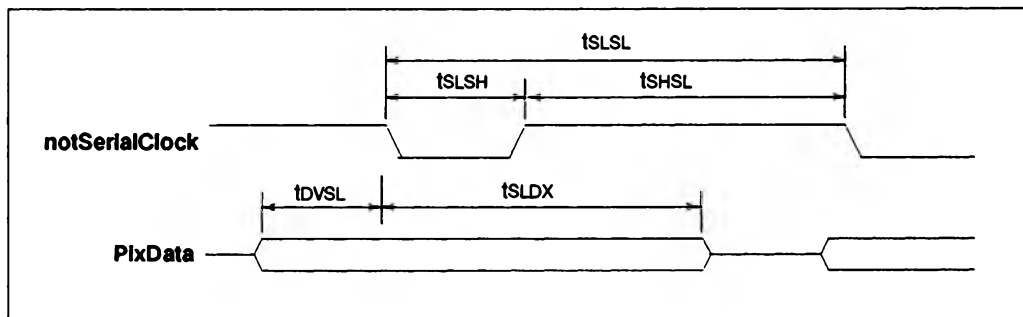 tSLSL
tSLSH
tSHSL
notSerialClock
tDVSL
tSLDX
PixData